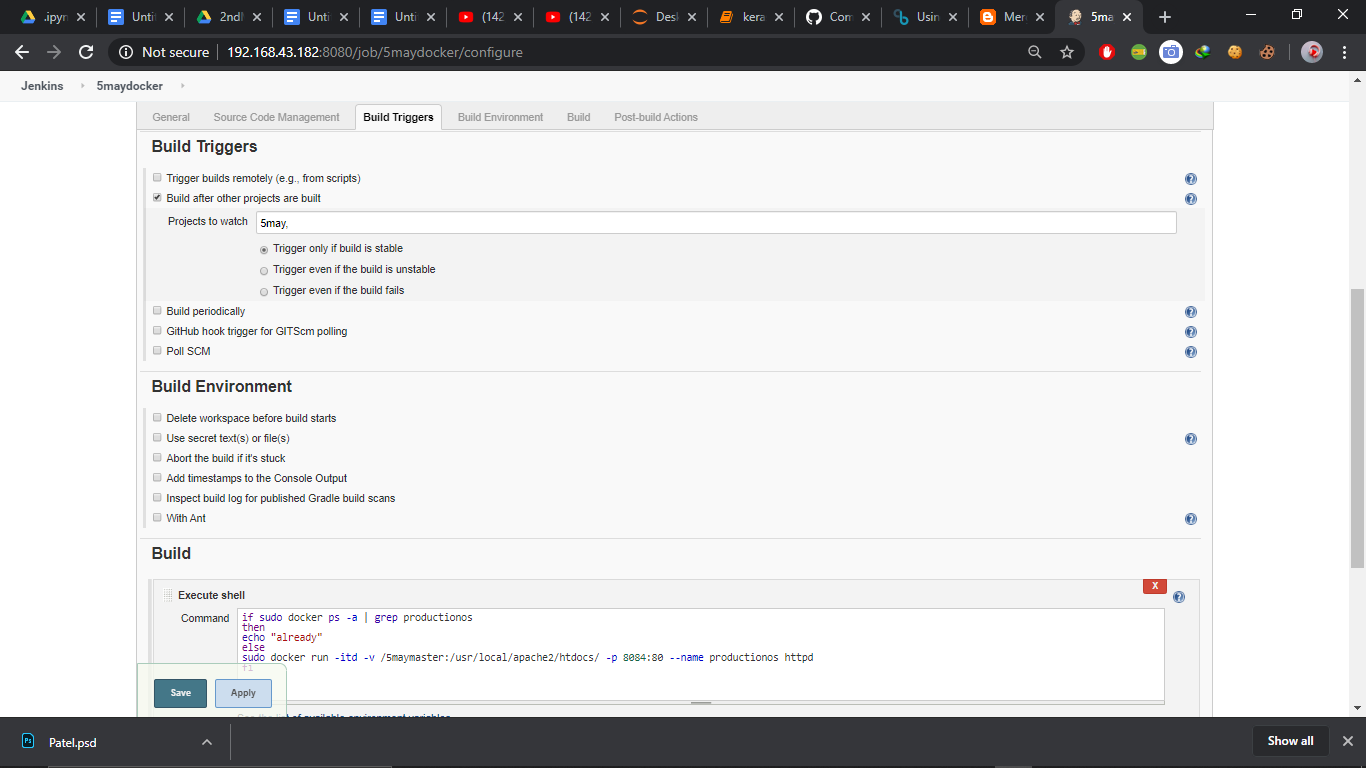 .ipyn
Unti
2ndM
Unti
Unti
(142
(142
Desk
kera
Com
Usin
Mer
5ma
Not secure
192.168.43.182:8080/job/5maydocker/configure
Jenkins
5maydocker
General
Source Code Management
Build Triggers
Build Environment
Build
Post-build Actions
Build Triggers
Trigger builds remotely (e.g., from scripts)
Build after other projects are built
Projects to watch
5may,
Trigger only if build is stable
Trigger even if the build is unstable
Trigger even if the build fails
Build periodically
GitHub hook trigger for GITScm polling
Poll SCM
Build Environment
Delete workspace before build starts
Use secret text(s) or file(s)
Abort the build if it's stuck
Add timestamps to the Console Output
Inspect build log for published Gradle build scans
With Ant
Build
X
Execute shell
Command
if sudo docker ps -a | grep productionos
then
echo "already"
else
sudo docker run -itd -v /5maymaster:/usr/local/apache2/htdocs/ -p 8084:80 --name productionos httpd
fi
Save
Apply
See the list of available environment variables
Ps
Patel.psd
Show all